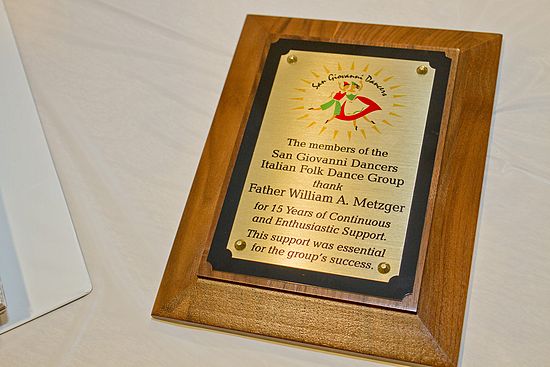 San Giovanni Dancers
The members of the
San Giovanni Dancers
Italian Folk Dance Group
thank
Father William A. Metzger
for 15 Years of Continuous
and Enthusiastic Support.
This support was essential
for the group's success.